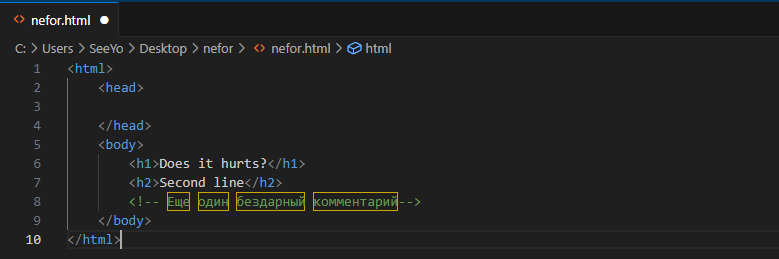 nefor.html
C: > Users > SeeYo > Desktop > nefor > nefor.html > html
1 <html>
2 <head>
3
4 </head>
5 <body>
6 <h1>Does it hurts?</h1>
7 <h2>Second line</h2>
8 <!-- Еще один бездарный комментарий-->
9 </body>
10 </html>